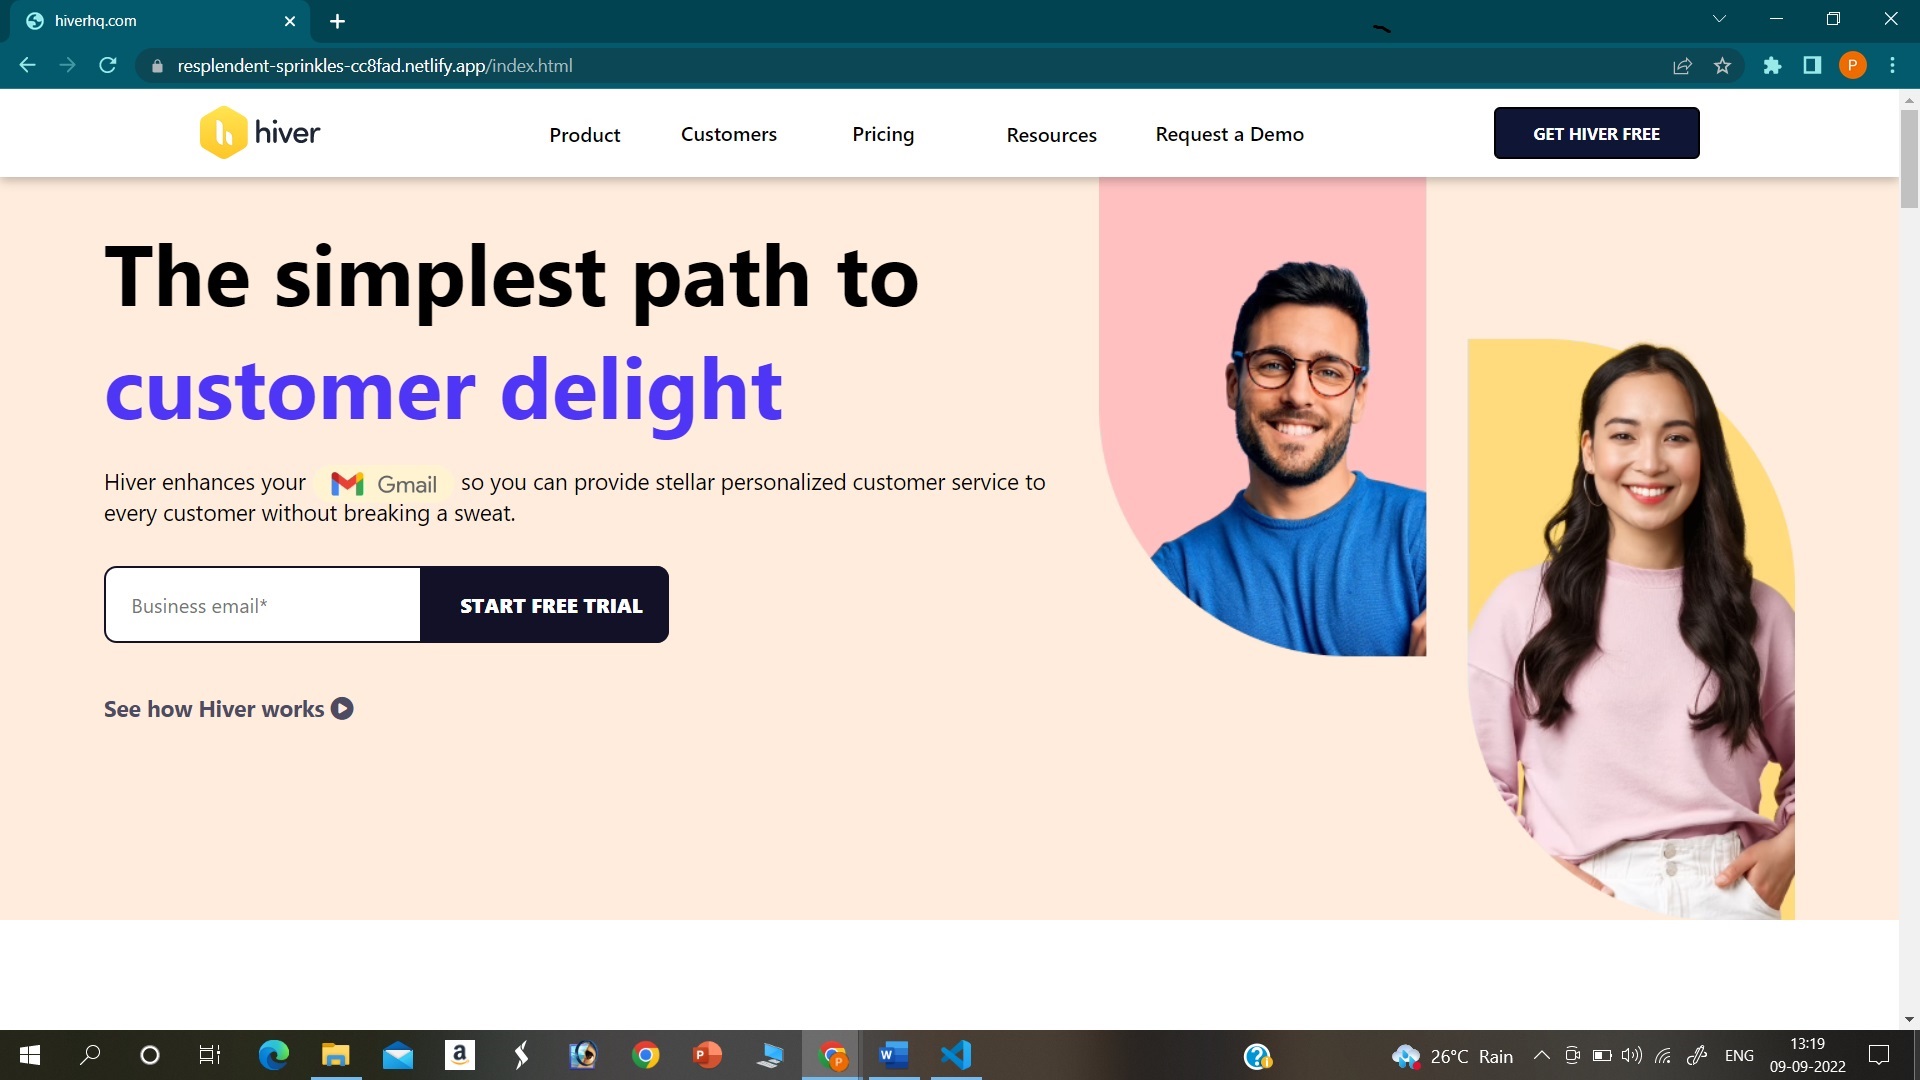 hiverhq.com
resplendent-sprinkles-cc8fad.netlify.app/index.html
P
hiver
Product
Customers
Pricing
Resources
Request a Demo
GET HIVER FREE
The simplest path to
customer delight
Hiver enhances your Gmail so you can provide stellar personalized customer service to
every customer without breaking a sweat.
Business email*
START FREE TRIAL
See how Hiver works
26°C Rain
ENG
13:19
09-09-2022